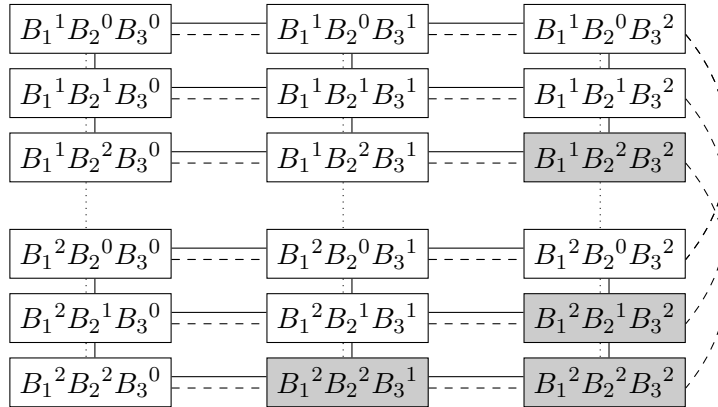 B₁¹B₂⁰B₃⁰ B₁¹B₂⁰B₃¹ B₁¹B₂⁰B₃²
B₁¹B₂¹B₃⁰ B₁¹B₂¹B₃¹ B₁¹B₂¹B₃²
B₁¹B₂²B₃⁰ B₁¹B₂²B₃¹ B₁¹B₂²B₃²
B₁²B₂⁰B₃⁰ B₁²B₂⁰B₃¹ B₁²B₂⁰B₃²
B₁²B₂¹B₃⁰ B₁²B₂¹B₃¹ B₁²B₂¹B₃²
B₁²B₂²B₃⁰ B₁²B₂²B₃¹ B₁²B₂²B₃²